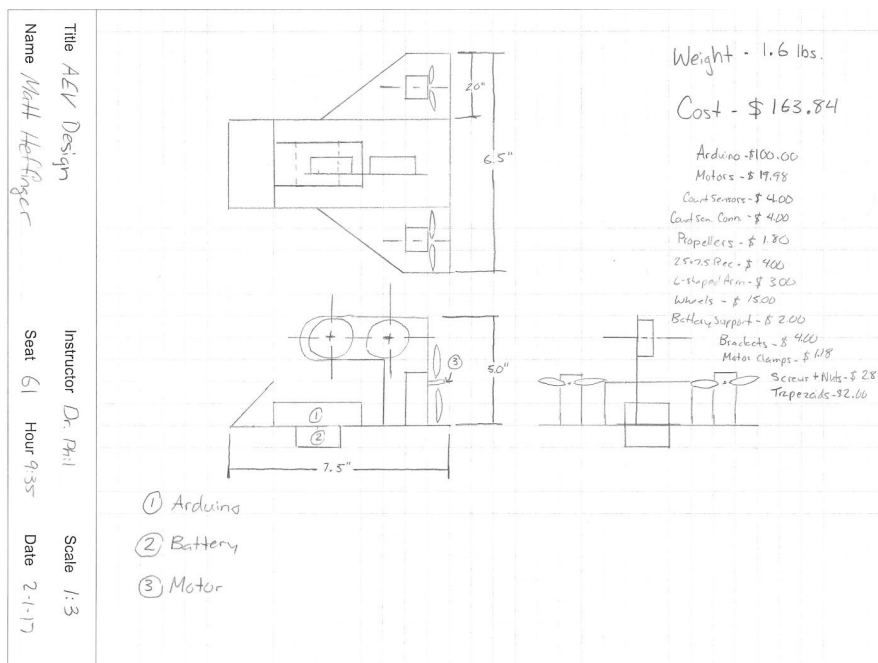 Title AEV Design
Name Matt Heffinger
Instructor Dr. Phil
Seat 61 Hour 9:35
Scale 1:3
Date 2-1-17
Weight - 1.6 lbs.
Cost - $163.84
Arduino - $100.00
Motors - $19.98
Count Sensors - $4.00
Count Sen. Conn - $4.00
Propellers - $1.80
2.5×7.5 Rec - $4.00
L-shaped Arm - $3.00
Wheels - $15.00
Battery Support - $2.00
Brackets - $4.00
Motor Clamps - $1.18
Screws + Nuts - $2.8
Trapezoids - $2.00
2.0"
6.5"
3
5.0"
1
2
7.5"
1 Arduino
2 Battery
3 Motor